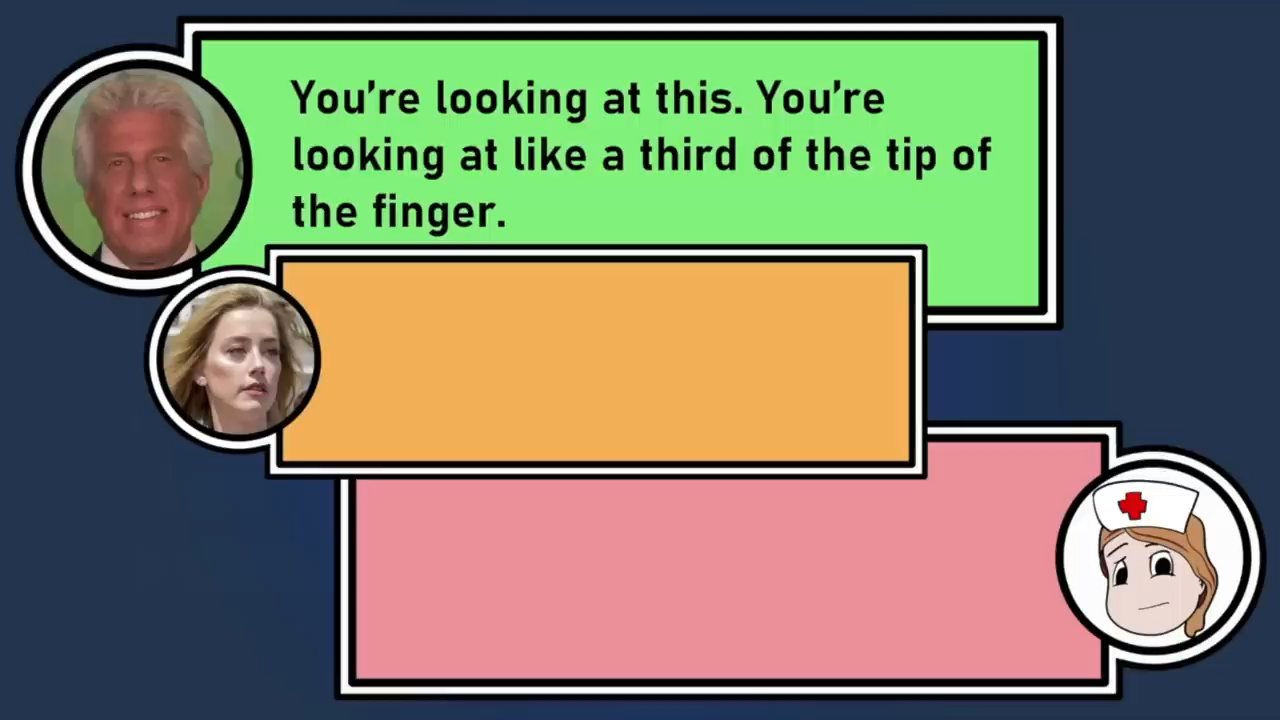 You’re looking at this. You’re
looking at like a third of the tip of
the finger.